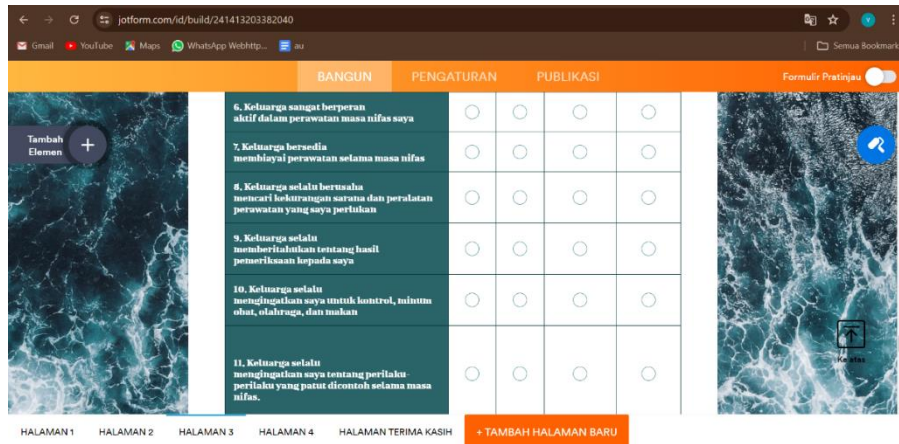 jotform.com/id/build/241413203382040
Gmail YouTube Maps WhatsApp Webhttp... au Semua Bookmark
BANGUN PENGATURAN PUBLIKASI Formulir Pratinjau
Tambah
Elemen
6. Keluarga sangat berperan
aktif dalam perawatan masa nifas saya
7. Keluarga bersedia
membiayai perawatan selama masa nifas
8. Keluarga selalu berusaha
mencari kekurangan sarana dan peralatan
perawatan yang saya perlukan
9. Keluarga selalu
memberitahukan tentang hasil
pemeriksaan kepada saya
10. Keluarga selalu
mengingatkan saya untuk kontrol, minum
obat, olahraga, dan makan
11. Keluarga selalu
mengingatkan saya tentang perilaku-
perilaku yang patut dicontoh selama masa
nifas.
Ke atas
HALAMAN 1 HALAMAN 2 HALAMAN 3 HALAMAN 4 HALAMAN TERIMA KASIH + TAMBAH HALAMAN BARU